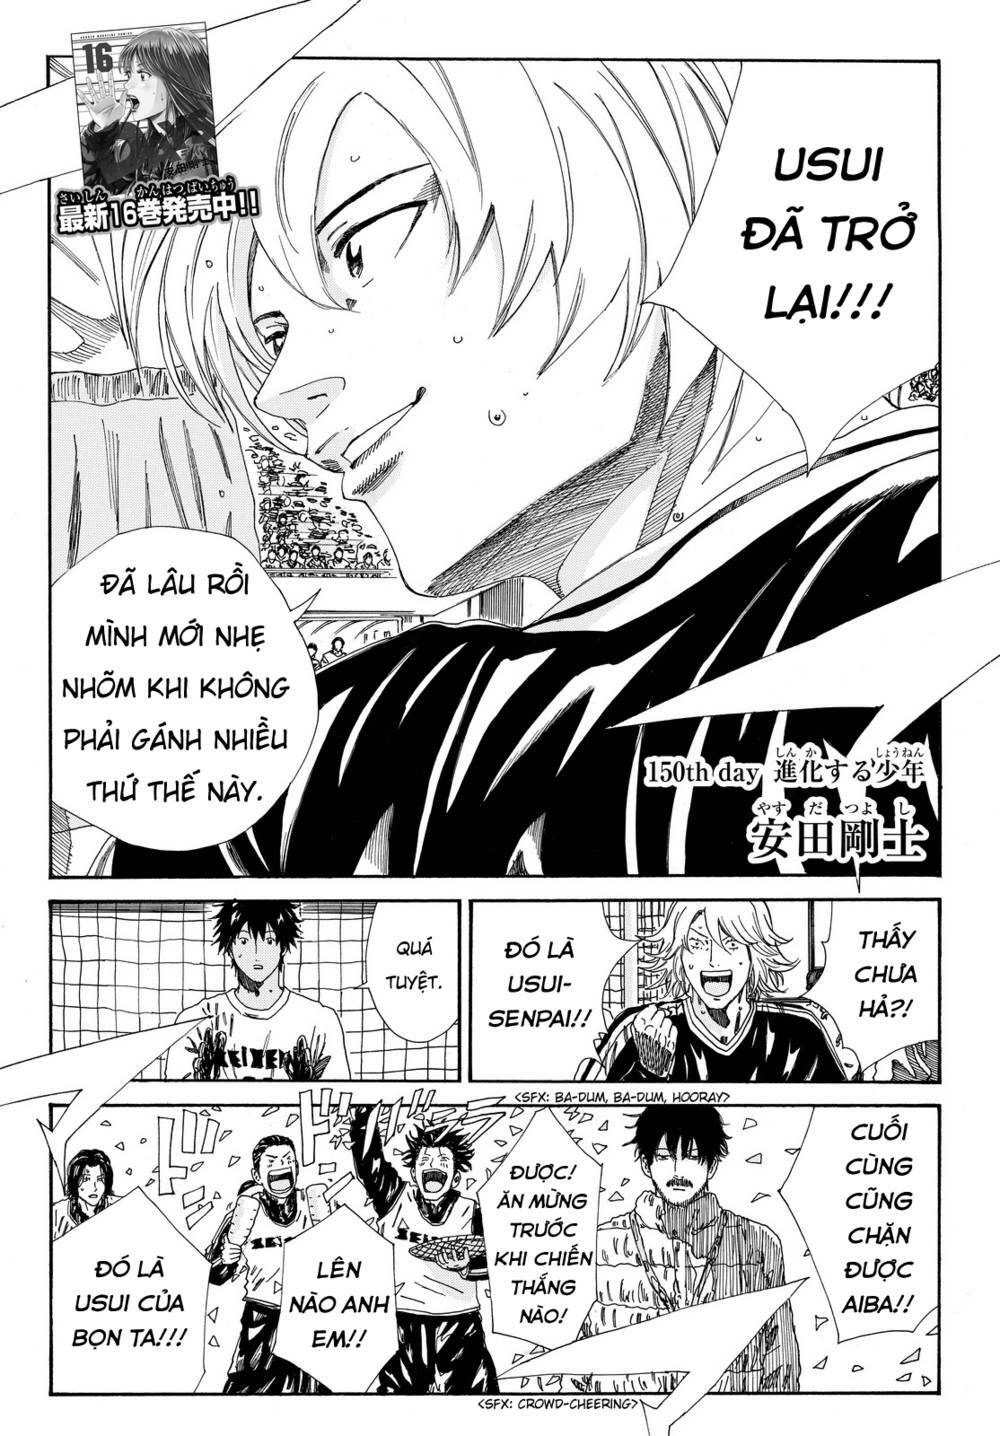 16
さいしん かんはつばいちゅう
最新16巻発売中!!
USUI
ĐÃ TRỞ
LẠI!!!
ĐÃ LÂU RỒI
MÌNH MỚI NHẸ
NHÕM KHI KHÔNG
PHẢI GÁNH NHIỀU
THỨ THẾ NÀY.
しんか しょうねん
150th day 進化する少年
やすだつよし
安田剛士
THẤY
CHƯA
HẢ?!
ĐÓ LÀ
USUI-
SENPAI!!
QUÁ
TUYỆT.
SEIZEN
<SFX: BA-DUM, BA-DUM, HOORAY>
CUỐI
CÙNG
CŨNG
CHẶN
ĐƯỢC
AIBA!!
ĐƯỢC!
ĂN MỪNG
TRƯỚC
KHI CHIẾN
THẮNG
NÀO!
LÊN
NÀO ANH
EM!!
ĐÓ LÀ
USUI CỦA
BỌN TA!!!
<SFX: CROWD-CHEERING>